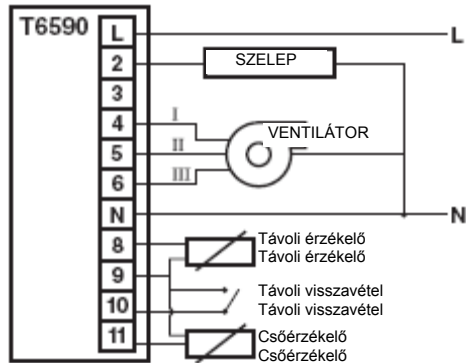 T6590
L
L
2
SZELEP
3
4
I
VENTILÁTOR
5
II
6
III
N
N
8
Távoli érzékelő
Távoli érzékelő
9
Távoli visszavétel
10
Távoli visszavétel
11
Csőérzékelő
Csőérzékelő